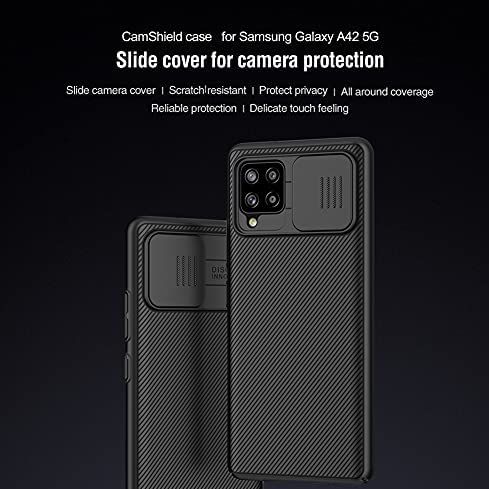 CamShield case for Samsung Galaxy A42 5G
Slide cover for camera protection
Slide camera cover | Scratch resistant | Protect privacy | All around coverage
Reliable protection | Delicate touch feeling